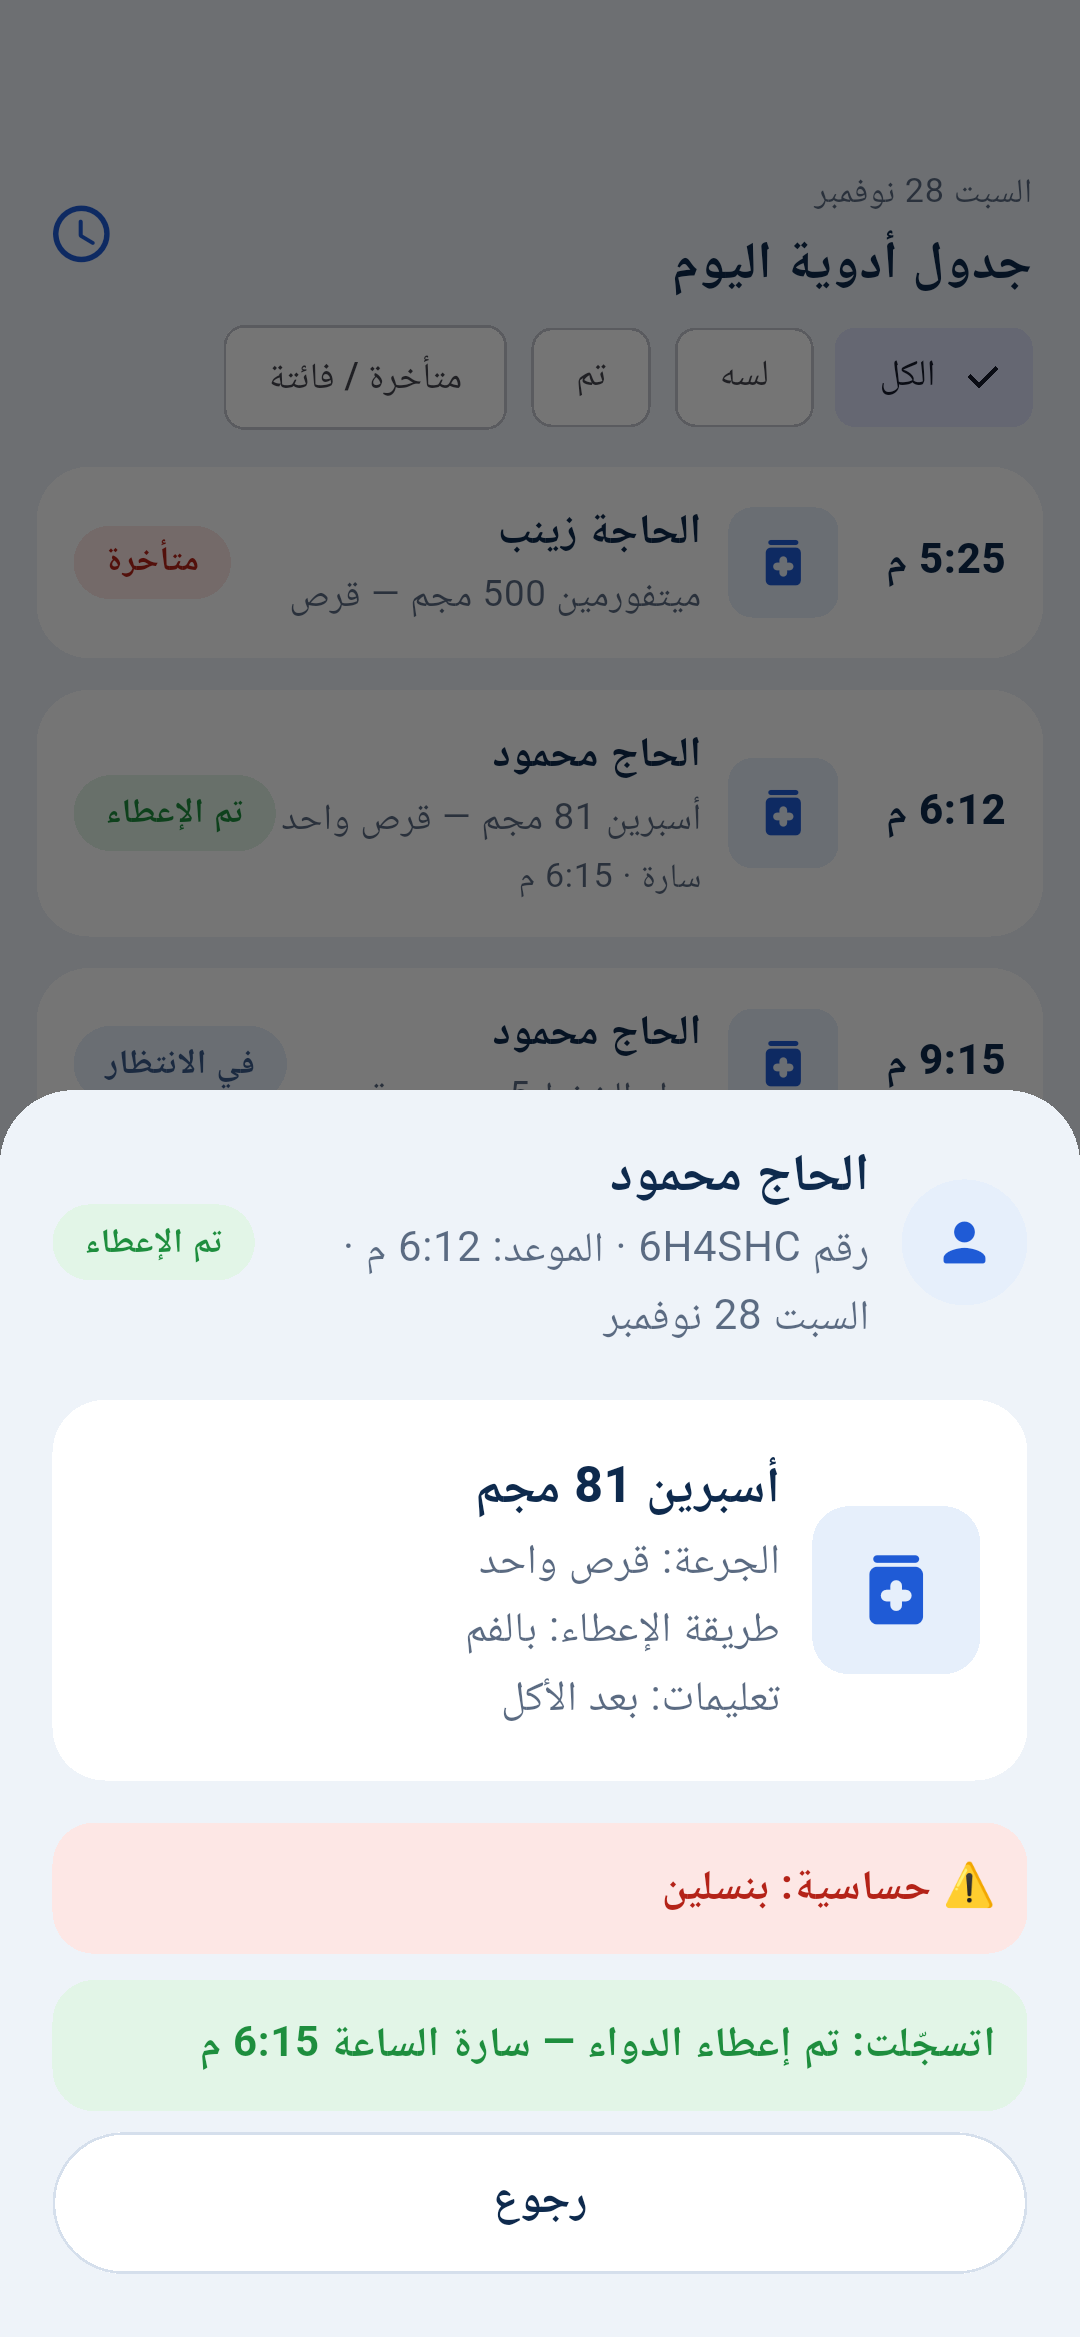 السبت 28 نوفمبر
جدول أدوية اليوم
الكل
لسه
تم
متأخرة / فائتة
5:25 م
الحاجة زينب
ميتفورمين 500 مجم — قرص
متأخرة
6:12 م
الحاج محمود
أسبرين 81 مجم — قرص واحد
سارة · 6:15 م
تم الإعطاء
9:15 م
الحاج محمود
في الانتظار
الحاج محمود
رقم 6H4SHC · الموعد: 6:12 م ·
السبت 28 نوفمبر
تم الإعطاء
أسبرين 81 مجم
الجرعة: قرص واحد
طريقة الإعطاء: بالفم
تعليمات: بعد الأكل
⚠️ حساسية: بنسلين
اتسجّلت: تم إعطاء الدواء — سارة الساعة 6:15 م
رجوع